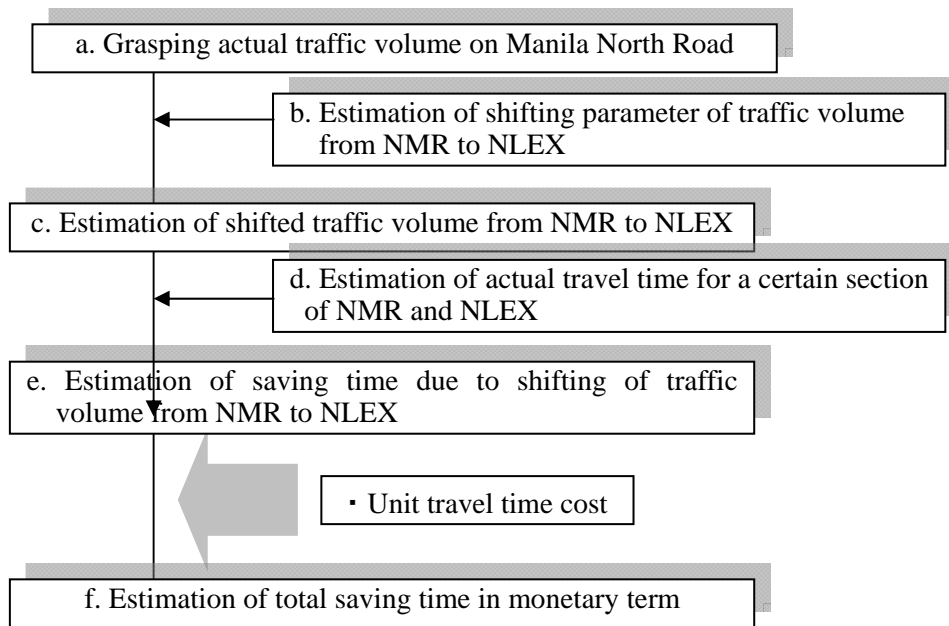 a. Grasping actual traffic volume on Manila North Road
b. Estimation of shifting parameter of traffic volume
from NMR to NLEX
c. Estimation of shifted traffic volume from NMR to NLEX
d. Estimation of actual travel time for a certain section
of NMR and NLEX
e. Estimation of saving time due to shifting of traffic
volume from NMR to NLEX
・Unit travel time cost
f. Estimation of total saving time in monetary term